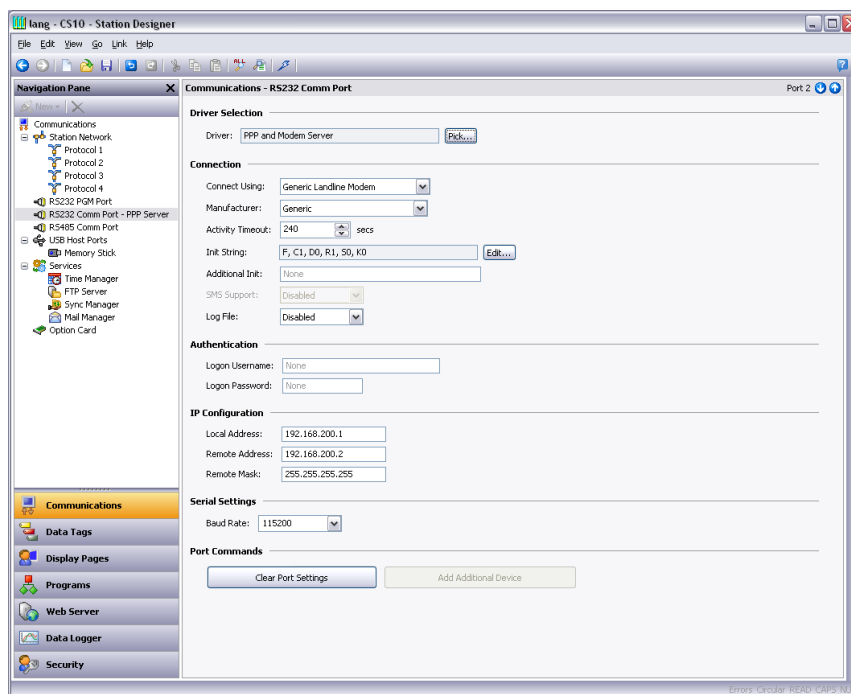 lang - CS10 - Station Designer
File Edit View Go Link Help
Navigation Pane
New
Communications
Station Network
Protocol 1
Protocol 2
Protocol 3
Protocol 4
RS232 PGM Port
RS232 Comm Port - PPP Server
RS485 Comm Port
USB Host Ports
Memory Stick
Services
Time Manager
FTP Server
Sync Manager
Mail Manager
Option Card
Communications
Data Tags
Display Pages
Programs
Web Server
Data Logger
Security
Communications - RS232 Comm Port Port 2
Driver Selection
Driver: PPP and Modem Server Pick...
Connection
Connect Using: Generic Landline Modem
Manufacturer: Generic
Activity Timeout: 240 secs
Init String: F, C1, D0, R1, S0, K0 Edit...
Additional Init: None
SMS Support: Disabled
Log File: Disabled
Authentication
Logon Username: None
Logon Password: None
IP Configuration
Local Address: 192.168.200.1
Remote Address: 192.168.200.2
Remote Mask: 255.255.255.255
Serial Settings
Baud Rate: 115200
Port Commands
Clear Port Settings Add Additional Device
Errors Circular READ CAPS